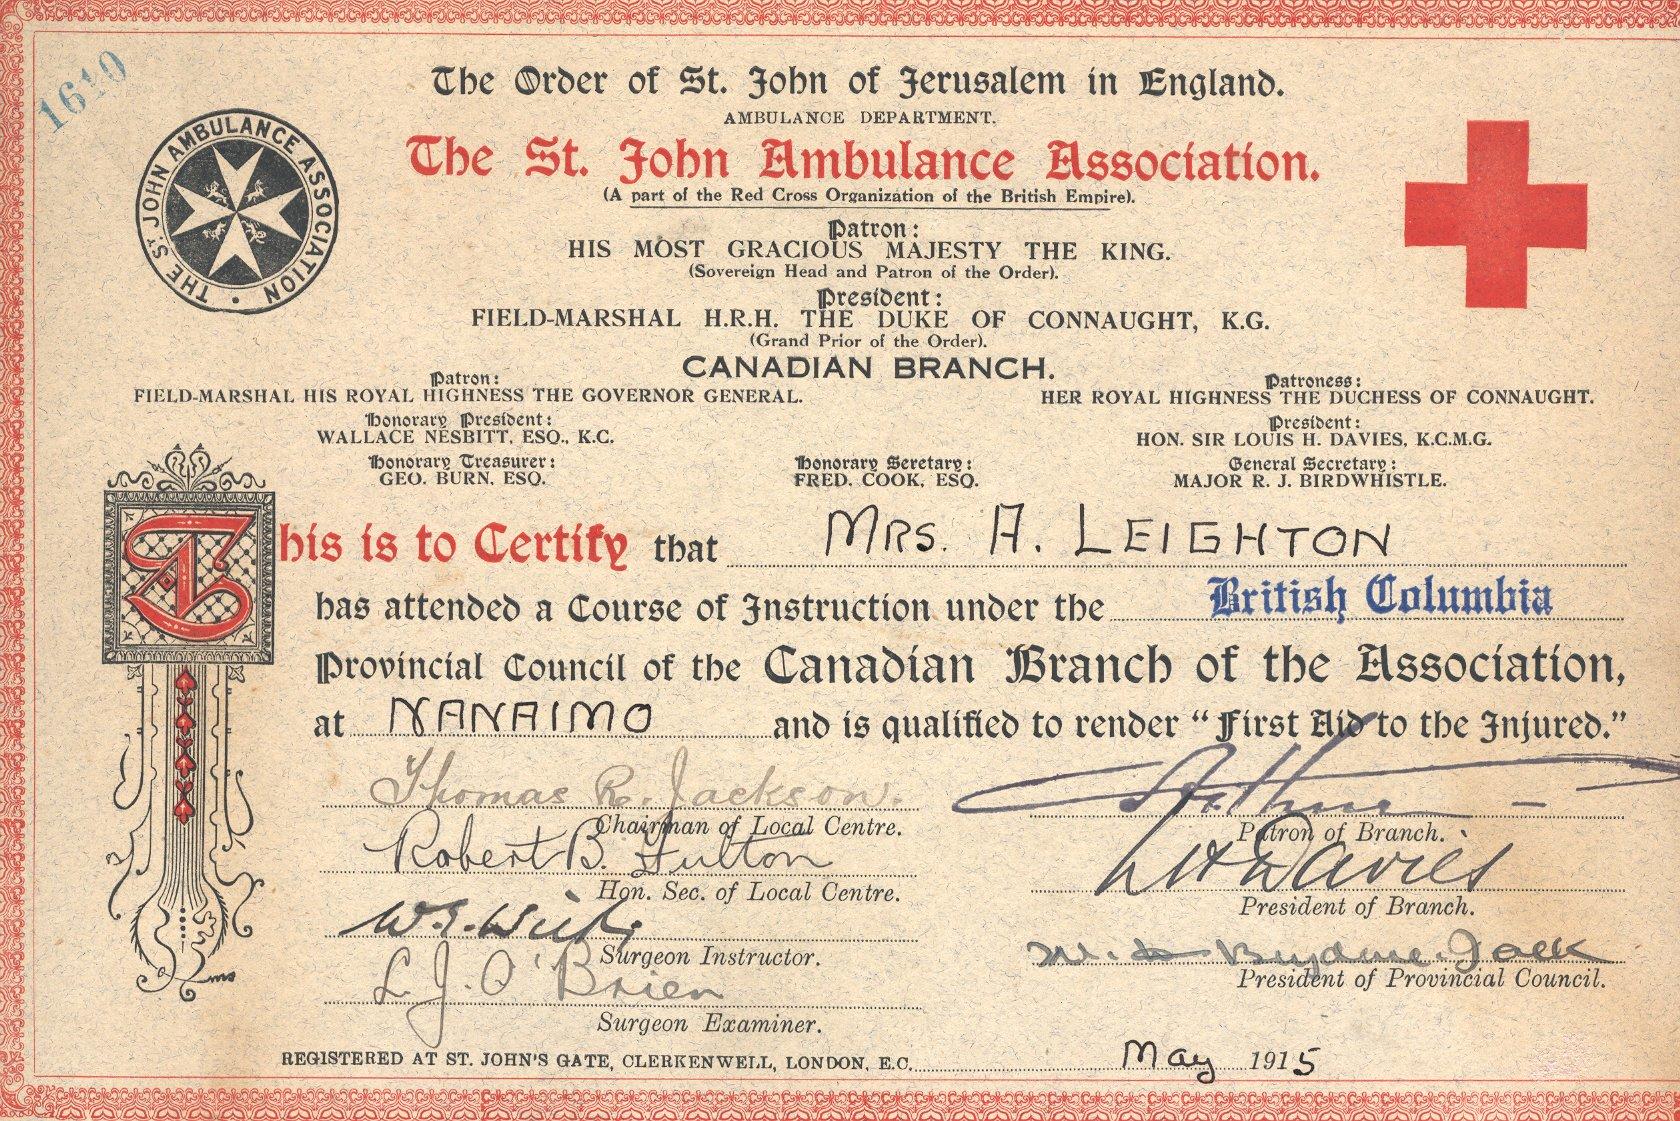 1610
THE ST. JOHN AMBULANCE ASSOCIATION
The Order of St. John of Jerusalem in England.
AMBULANCE DEPARTMENT.
The St. John Ambulance Association.
(A part of the Red Cross Organization of the British Empire).
Patron:
HIS MOST GRACIOUS MAJESTY THE KING.
(Sovereign Head and Patron of the Order).
President:
FIELD-MARSHAL H.R.H. THE DUKE OF CONNAUGHT, K.G.
(Grand Prior of the Order).
CANADIAN BRANCH.
Patron:
FIELD-MARSHAL HIS ROYAL HIGHNESS THE GOVERNOR GENERAL.
Patroness:
HER ROYAL HIGHNESS THE DUCHESS OF CONNAUGHT.
Honorary President:
WALLACE NESBITT, ESQ., K.C.
President:
HON. SIR LOUIS H. DAVIES, K.C.M.G.
Honorary Treasurer:
GEO. BURN, ESQ.
Honorary Secretary:
FRED. COOK, ESQ.
General Secretary:
MAJOR R. J. BIRDWHISTLE.
This is to Certify that MRS. A. LEIGHTON
has attended a Course of Instruction under the British Columbia
Provincial Council of the Canadian Branch of the Association,
at NANAIMO and is qualified to render "First Aid to the Injured."
Thomas R. Jackson.
Chairman of Local Centre.
Arthur
Patron of Branch.
Robert B. Fulton
Hon. Sec. of Local Centre.
L H Davies
President of Branch.
Surgeon Instructor.
President of Provincial Council.
L. J. O'Brien
Surgeon Examiner.
REGISTERED AT ST. JOHN'S GATE, CLERKENWELL, LONDON, E.C. May 1915